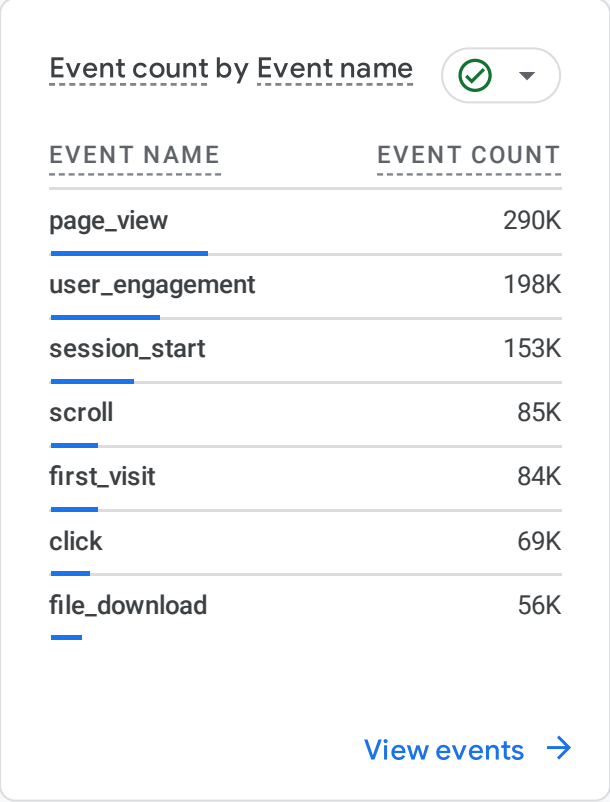 Event count by Event name
EVENT NAME EVENT COUNT
page_view 290K
user_engagement 198K
session_start 153K
scroll 85K
first_visit 84K
click 69K
file_download 56K
View events